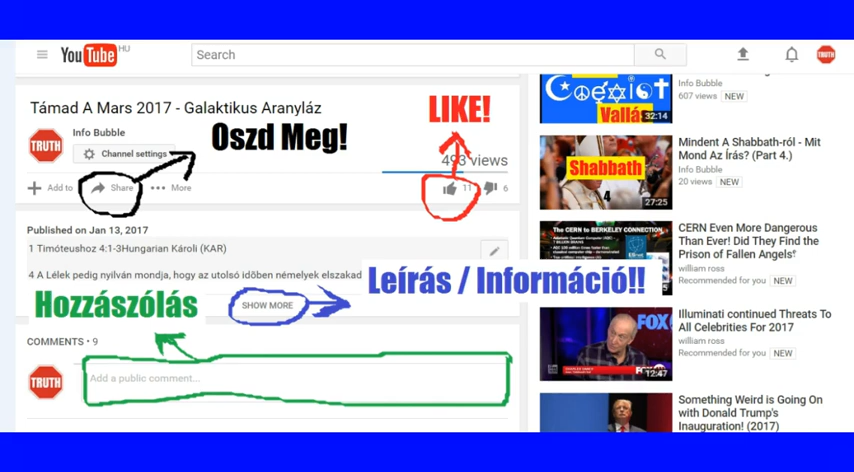 YouTube HU
Search
TRUTH
Támad A Mars 2017 - Galaktikus Aranyláz
TRUTH
Info Bubble
Channel settings
Oszd Meg!
LIKE!
493 views
Add to
Share
More
11
6
Published on Jan 13, 2017
1 Timóteushoz 4:1-3Hungarian Károli (KAR)
4 A Lélek pedig nyilván mondja, hogy az utolsó időben némelyek elszakad
Leírás / Információ!!
Hozzászólás
SHOW MORE
COMMENTS • 9
TRUTH
Add a public comment...
Coexist
Vallás
32:14
Info Bubble
607 views NEW
Shabbath
4
27:25
Mindent A Shabbath-ról - Mit
Mond Az Írás? (Part 4.)
Info Bubble
20 views NEW
The CERN to BERKELEY CONNECTION
CERN Even More Dangerous
Than Ever! Did They Find the
Prison of Fallen Angels'
william ross
Recommended for you NEW
FOX
12:47
Illuminati continued Threats To
All Celebrities For 2017
william ross
Recommended for you NEW
Something Weird is Going On
with Donald Trump's
Inauguration! (2017)